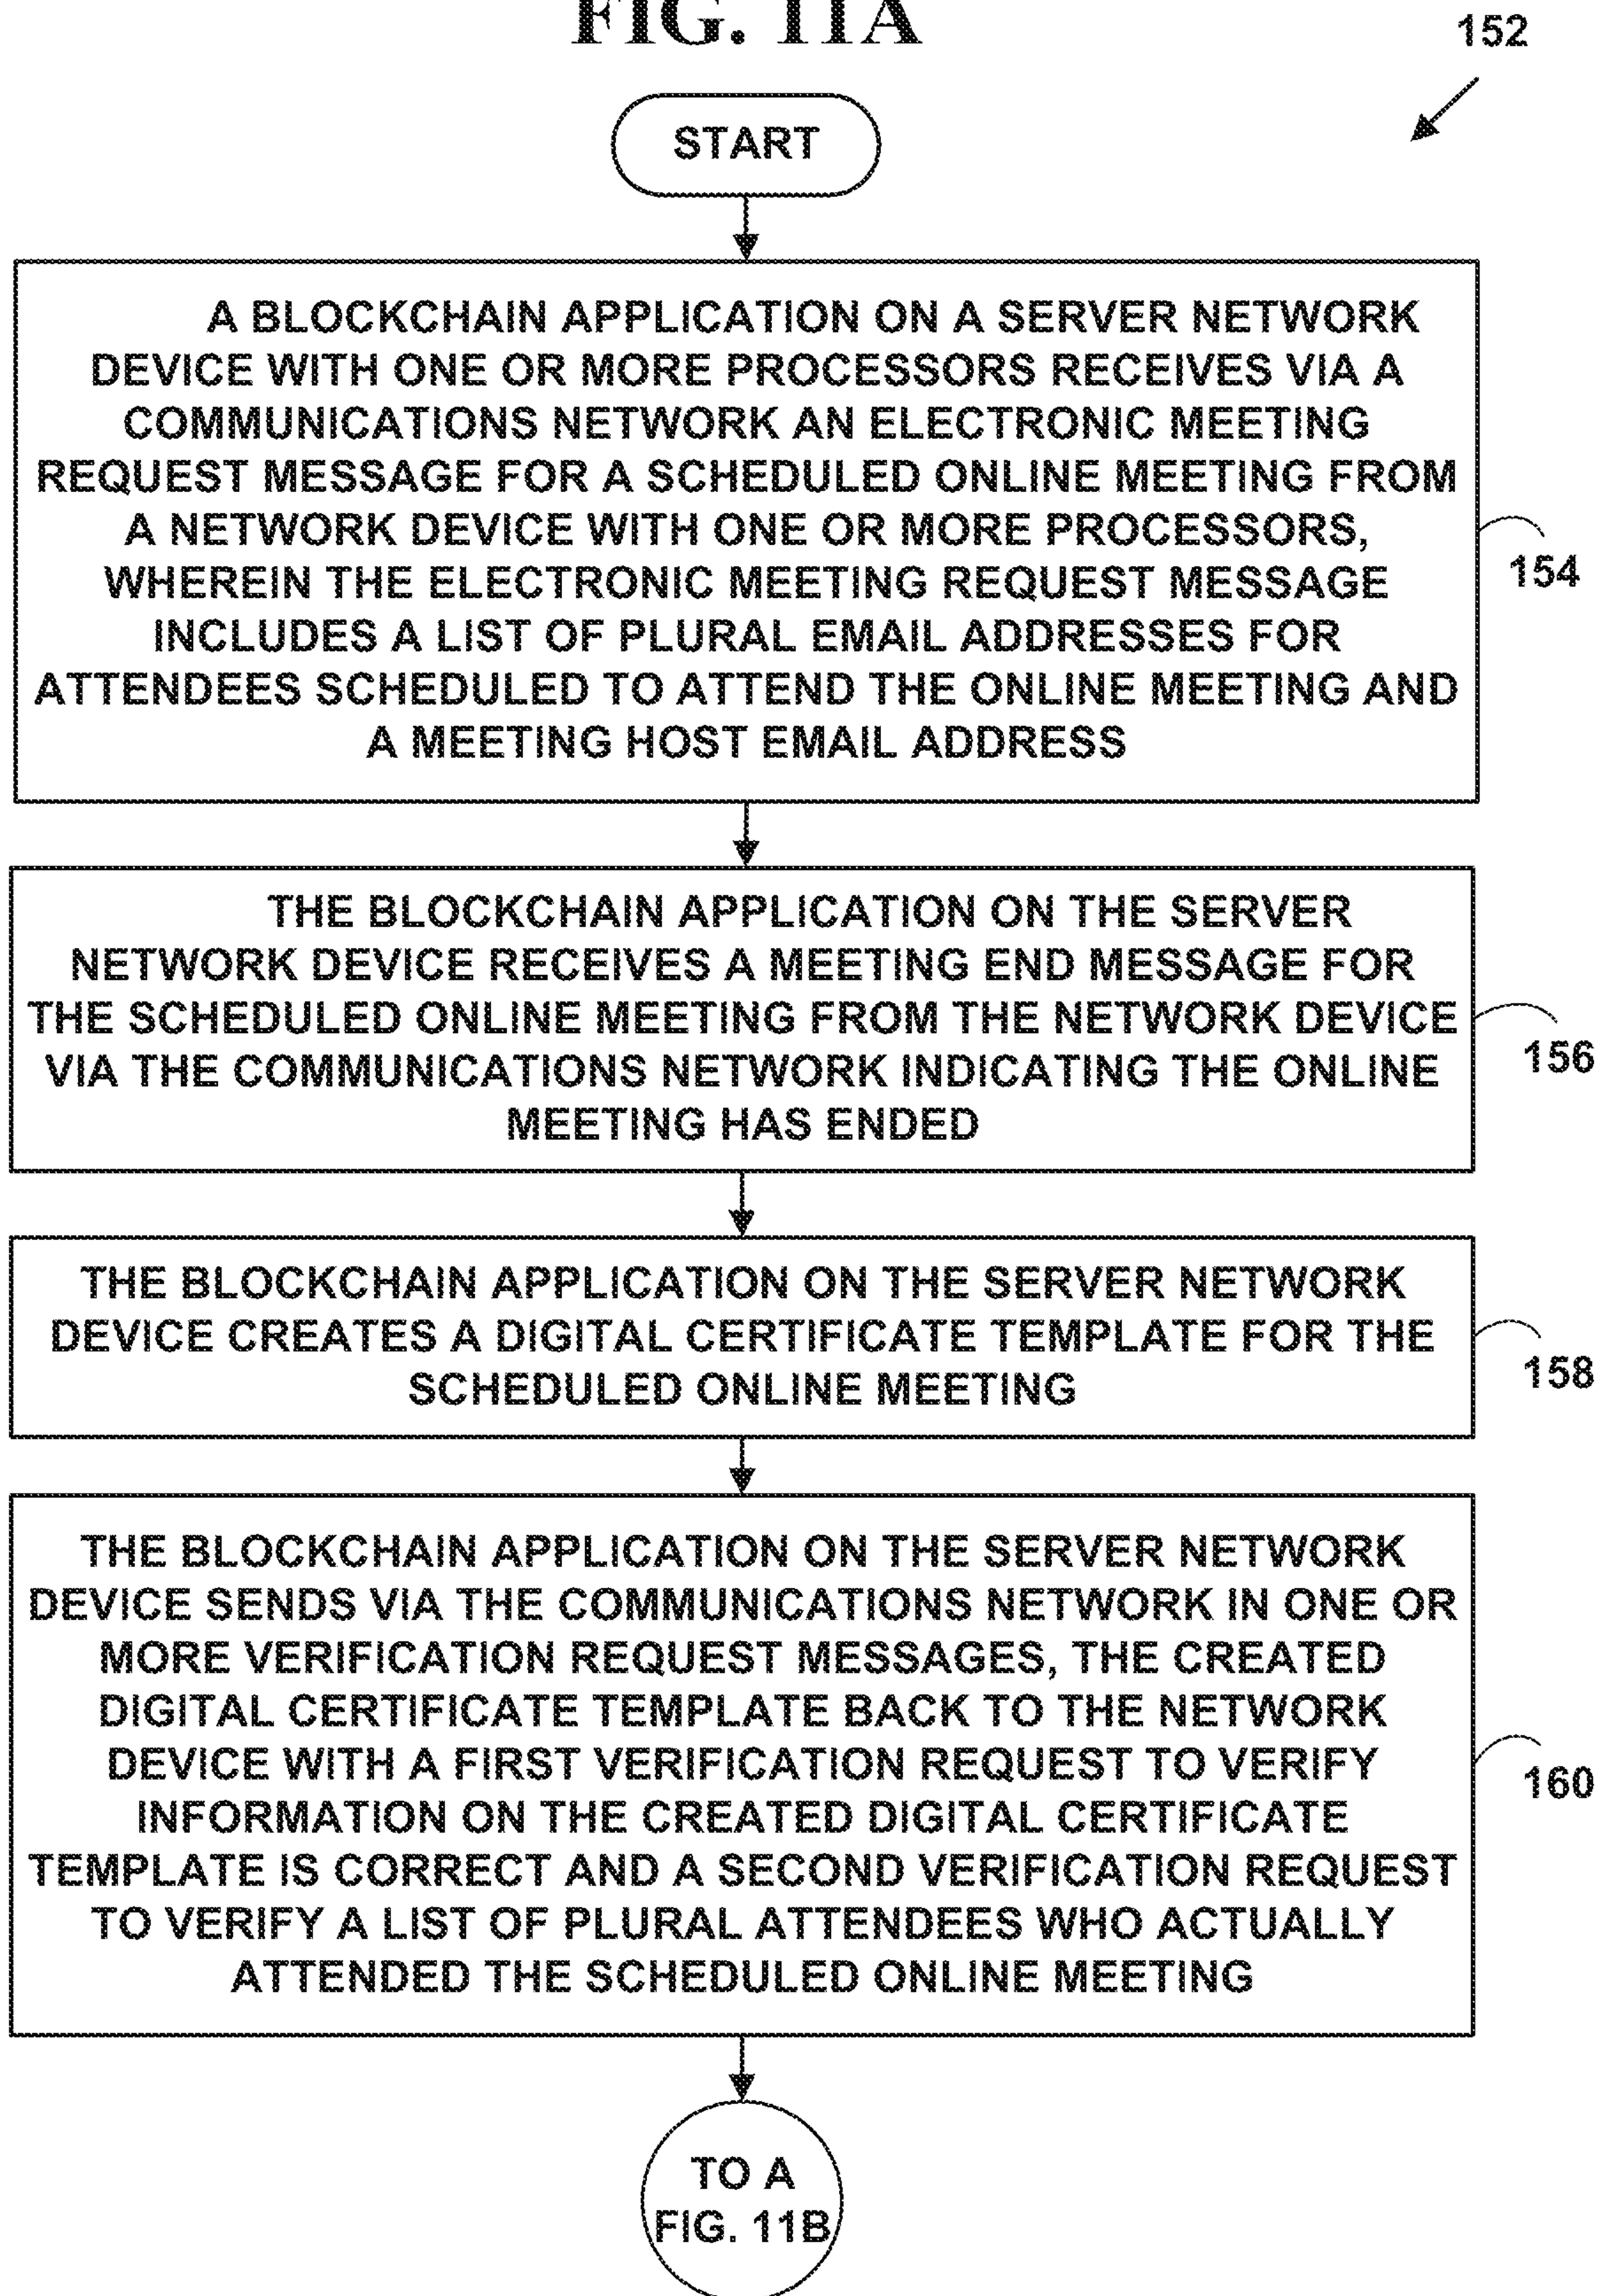 FIG. 11A
152
START
A BLOCKCHAIN APPLICATION ON A SERVER NETWORK
DEVICE WITH ONE OR MORE PROCESSORS RECEIVES VIA A
COMMUNICATIONS NETWORK AN ELECTRONIC MEETING
REQUEST MESSAGE FOR A SCHEDULED ONLINE MEETING FROM
A NETWORK DEVICE WITH ONE OR MORE PROCESSORS,
WHEREIN THE ELECTRONIC MEETING REQUEST MESSAGE
INCLUDES A LIST OF PLURAL EMAIL ADDRESSES FOR
ATTENDEES SCHEDULED TO ATTEND THE ONLINE MEETING AND
A MEETING HOST EMAIL ADDRESS
154
THE BLOCKCHAIN APPLICATION ON THE SERVER
NETWORK DEVICE RECEIVES A MEETING END MESSAGE FOR
THE SCHEDULED ONLINE MEETING FROM THE NETWORK DEVICE
VIA THE COMMUNICATIONS NETWORK INDICATING THE ONLINE
MEETING HAS ENDED
156
THE BLOCKCHAIN APPLICATION ON THE SERVER NETWORK
DEVICE CREATES A DIGITAL CERTIFICATE TEMPLATE FOR THE
SCHEDULED ONLINE MEETING
158
THE BLOCKCHAIN APPLICATION ON THE SERVER NETWORK
DEVICE SENDS VIA THE COMMUNICATIONS NETWORK IN ONE OR
MORE VERIFICATION REQUEST MESSAGES, THE CREATED
DIGITAL CERTIFICATE TEMPLATE BACK TO THE NETWORK
DEVICE WITH A FIRST VERIFICATION REQUEST TO VERIFY
INFORMATION ON THE CREATED DIGITAL CERTIFICATE
TEMPLATE IS CORRECT AND A SECOND VERIFICATION REQUEST
TO VERIFY A LIST OF PLURAL ATTENDEES WHO ACTUALLY
ATTENDED THE SCHEDULED ONLINE MEETING
160
TO A
FIG. 11B